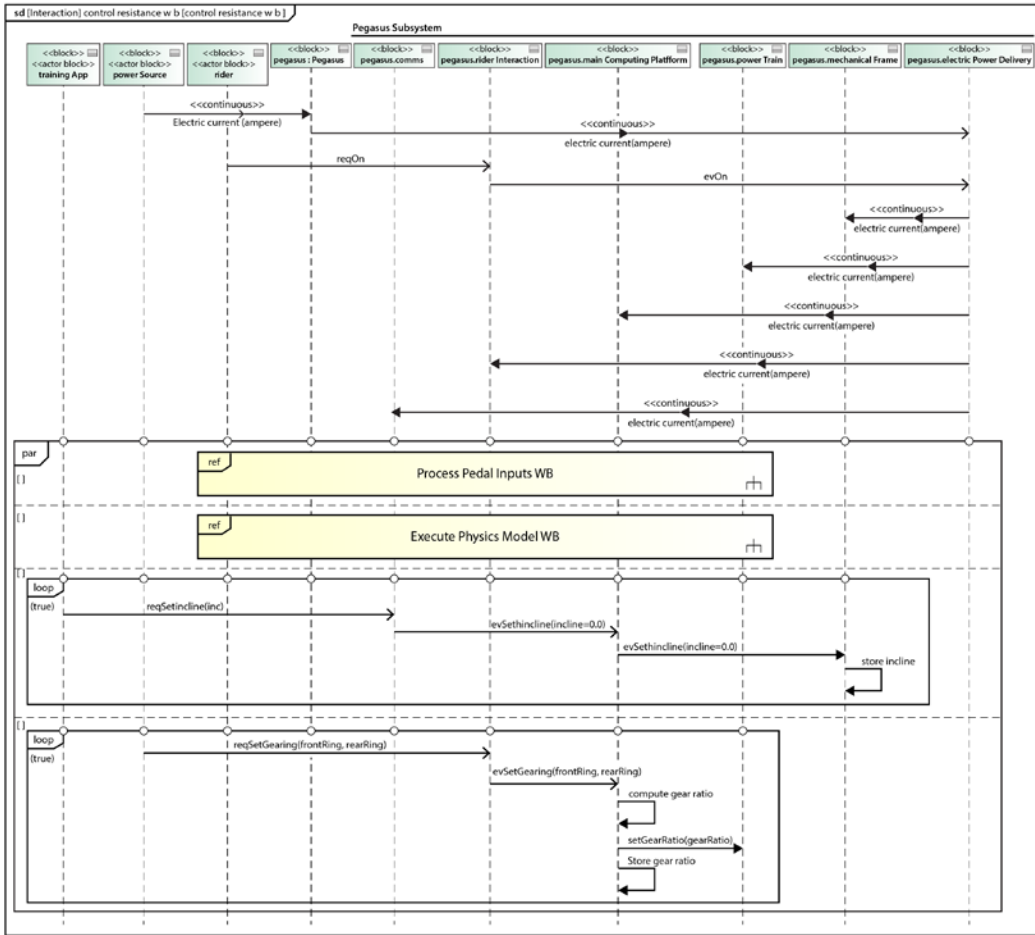 sd [Interaction] control resistance w b [control resistance w b ]
Pegasus Subsystem
<<block>>
<<actor block>>
training App
<<block>>
<<actor block>>
power Source
<<block>>
<<actor block>>
rider
<<block>>
pegasus : Pegasus
<<block>>
pegasus.comms
<<block>>
pegasus.rider Interaction
<<block>>
pegasus.main Computing Plattform
<<block>>
pegasus.power Train
<<block>>
pegasus.mechanical Frame
<<block>>
pegasus.electric Power Delivery
<<continuous>>
Electric current (ampere)
<<continuous>>
electric current(ampere)
reqOn
evOn
<<continuous>>
electric current(ampere)
<<continuous>>
electric current(ampere)
<<continuous>>
electric current(ampere)
<<continuous>>
electric current(ampere)
<<continuous>>
electric current(ampere)
par
[ ]
ref
Process Pedal Inputs WB
[ ]
ref
Execute Physics Model WB
[ ]
loop
(true)
reqSetincline(inc)
evSethincline(incline=0.0)
evSethincline(incline=0.0)
store incline
[ ]
loop
(true)
reqSetGearing(frontRing, rearRing)
evSetGearing(frontRing, rearRing)
compute gear ratio
setGearRatio(gearRatio)
Store gear ratio